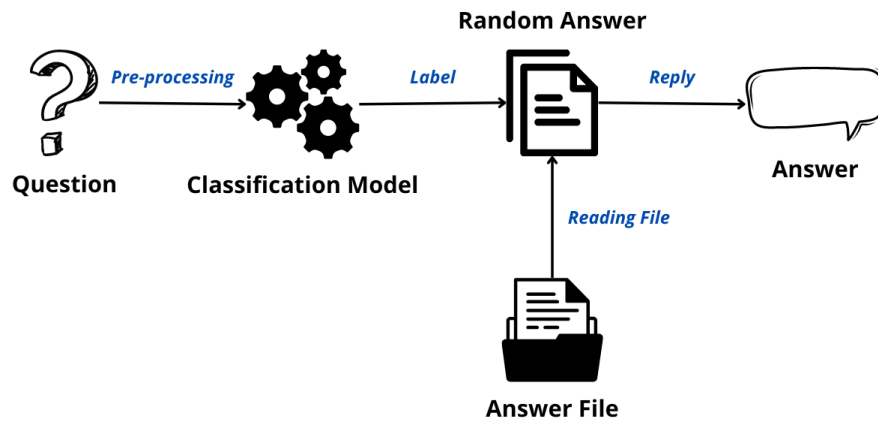 Random Answer
Pre-processing
Label
Reply
Question
Classification Model
Answer
Reading File
Answer File